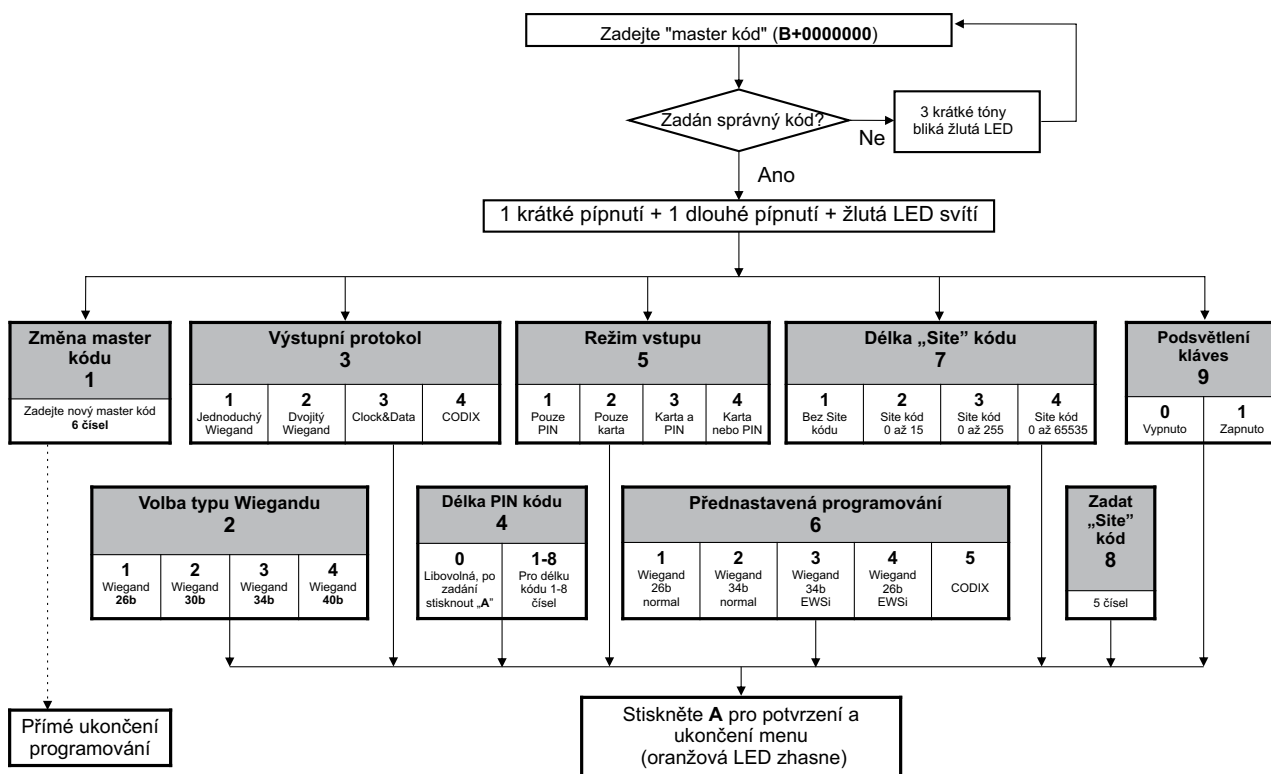 Zadejte "master kód" (B+0000000)
Zadán správný kód?
Ne
3 krátké tóny
bliká žlutá LED
Ano
1 krátké pípnutí + 1 dlouhé pípnutí + žlutá LED svítí
Změna master
kódu
1
Zadejte nový master kód
6 čísel
Výstupní protokol
3
1
Jednoduchý
Wiegand
2
Dvojitý
Wiegand
3
Clock&Data
4
CODIX
Režim vstupu
5
1
Pouze
PIN
2
Pouze
karta
3
Karta a
PIN
4
Karta
nebo PIN
Délka „Site” kódu
7
1
Bez Site
kódu
2
Site kód
0 až 15
3
Site kód
0 až 255
4
Site kód
0 až 65535
Podsvětlení
kláves
9
0
Vypnuto
1
Zapnuto
Volba typu Wiegandu
2
1
Wiegand
26b
2
Wiegand
30b
3
Wiegand
34b
4
Wiegand
40b
Délka PIN kódu
4
0
Libovolná, po
zadání
stisknout „A”
1-8
Pro délku
kódu 1-8
čísel
Přednastavená programování
6
1
Wiegand
26b
normal
2
Wiegand
34b
normal
3
Wiegand
34b
EWSi
4
Wiegand
26b
EWSi
5
CODIX
Zadat
„Site”
kód
8
5 čísel
Přímé ukončení
programování
Stiskněte A pro potvrzení a
ukončení menu
(oranžová LED zhasne)